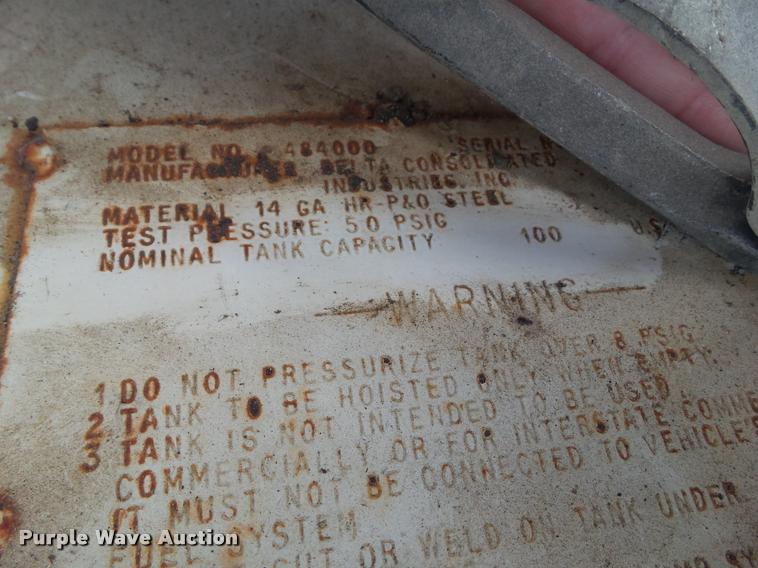 MODEL NO. 484000 SERIAL N
MANUFACTURER DELTA CONSOLIDATED
INDUSTRIES, INC
MATERIAL 14 GA HR-P&O STEEL
TEST PRESSURE: 5.0 PSIG
NOMINAL TANK CAPACITY 100 U.S.
WARNING
1 DO NOT PRESSURIZE TANK OVER 8 PSIG.
2 TANK TO BE HOISTED ONLY WHEN EMPTY.
3 TANK IS NOT INTENDED TO BE USED
COMMERCIALLY OR FOR INTERSTATE COMME
IT MUST NOT BE CONNECTED TO VEHICLE'S
FUEL SYSTEM
CUT OR WELD ON TANK UNDER
Purple Wave Auction